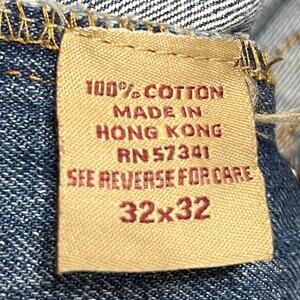 100% COTTON
MADE IN
HONG KONG
RN 57341
SEE REVERSE FOR CARE
32x32